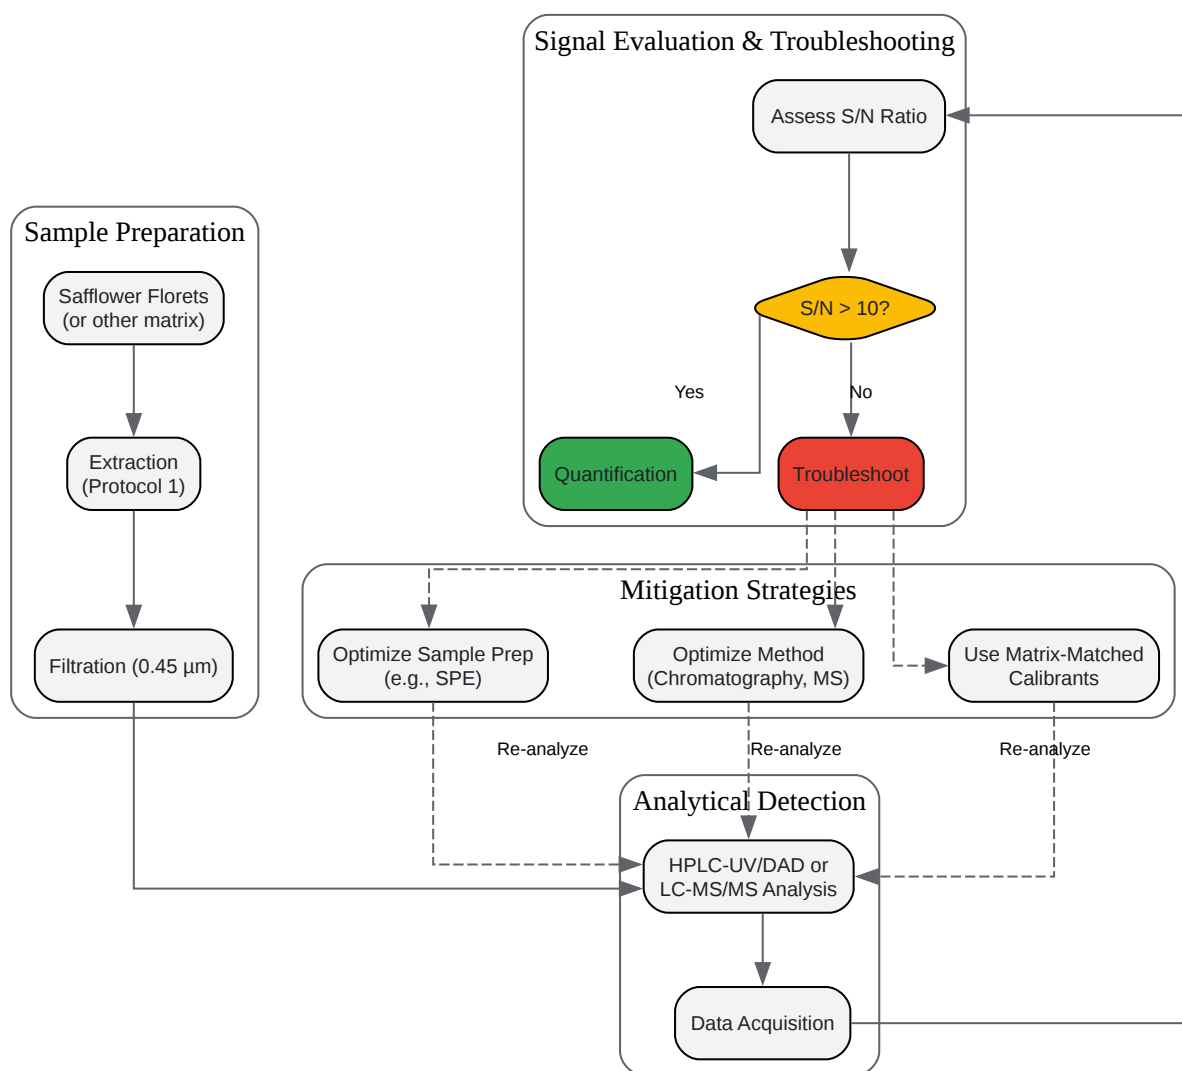 Signal Evaluation & Troubleshooting
Assess S/N Ratio
S/N > 10?
Yes
No
Quantification
Troubleshoot
Sample Preparation
Safflower Florets
(or other matrix)
Extraction
(Protocol 1)
Filtration (0.45 µm)
Mitigation Strategies
Optimize Sample Prep
(e.g., SPE)
Optimize Method
(Chromatography, MS)
Use Matrix-Matched
Calibrants
Re-analyze
Re-analyze
Re-analyze
Analytical Detection
HPLC-UV/DAD or
LC-MS/MS Analysis
Data Acquisition